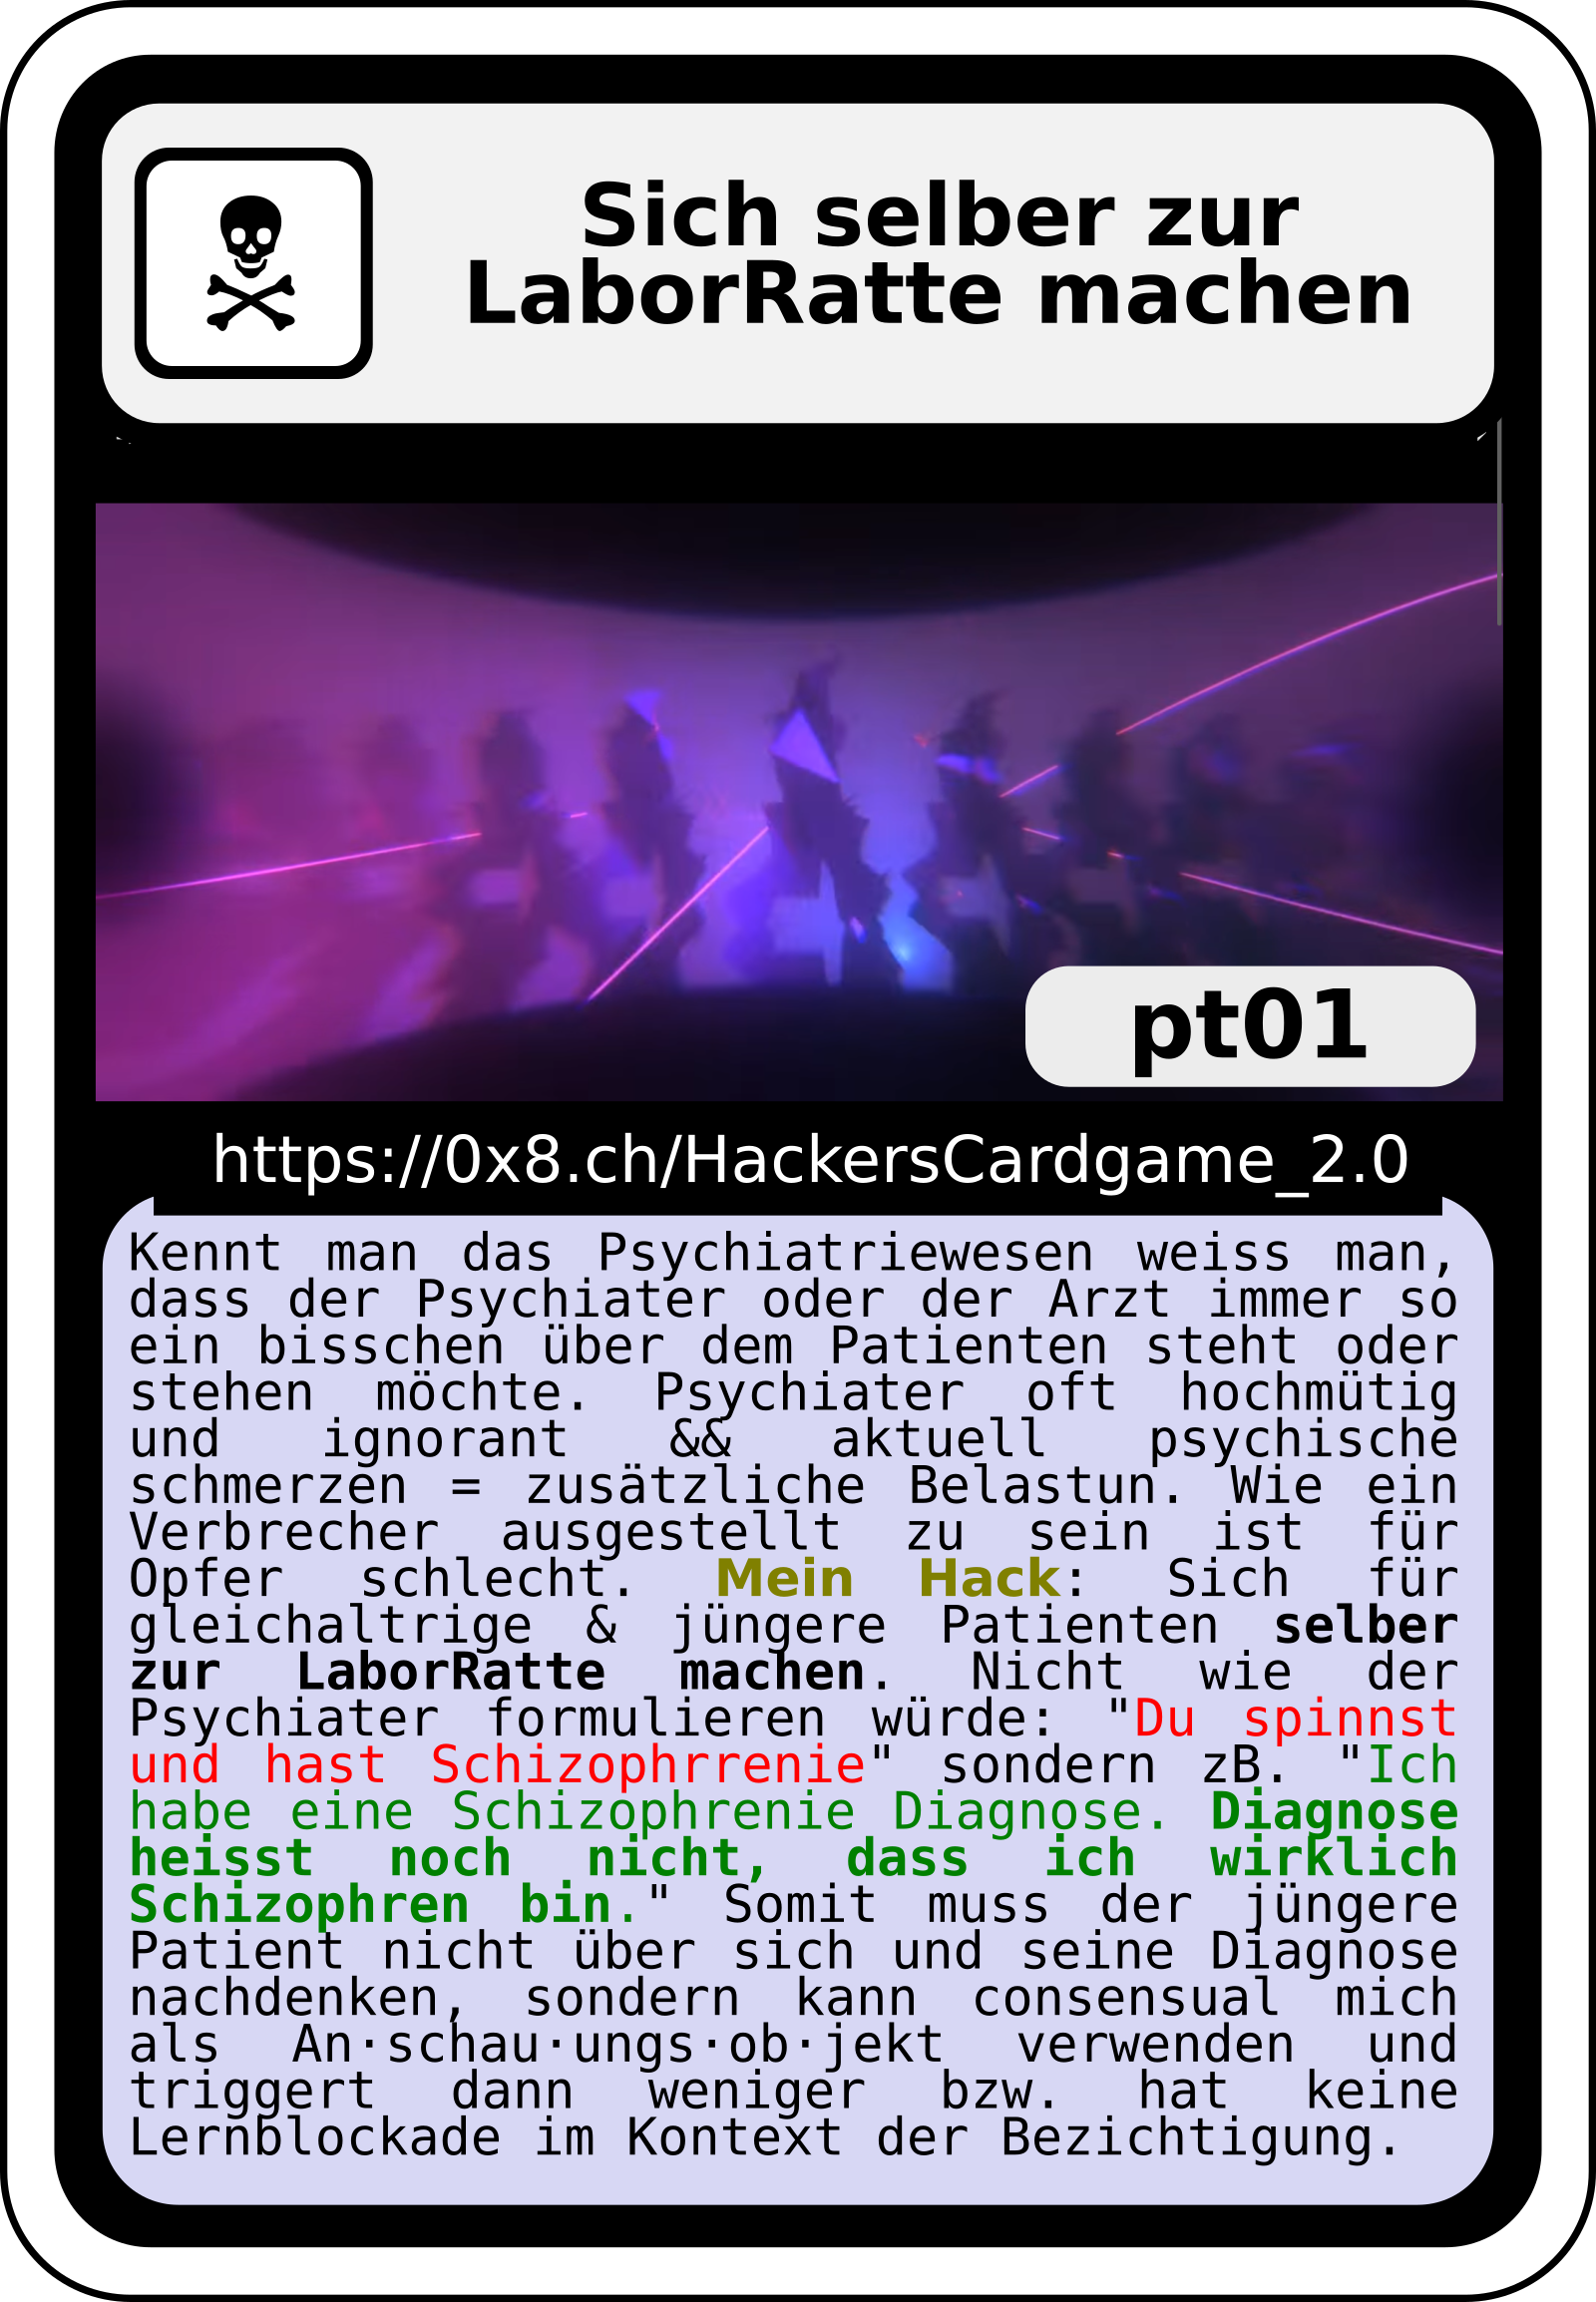 Sich selber zur
LaborRatte machen
pt01
https://0x8.ch/HackersCardgame_2.0
Kennt man das Psychiatriewesen weiss man,
dass der Psychiater oder der Arzt immer so
ein bisschen über dem Patienten steht oder
stehen möchte. Psychiater oft hochmütig
und ignorant && aktuell psychische
schmerzen = zusätzliche Belastun. Wie ein
Verbrecher ausgestellt zu sein ist für
Opfer schlecht. Mein Hack: Sich für
gleichaltrige & jüngere Patienten selber
zur LaborRatte machen. Nicht wie der
Psychiater formulieren würde: "Du spinnst
und hast Schizophrrenie" sondern zB. "Ich
habe eine Schizophrenie Diagnose. Diagnose
heisst noch nicht, dass ich wirklich
Schizophren bin." Somit muss der jüngere
Patient nicht über sich und seine Diagnose
nachdenken, sondern kann consensual mich
als An·schau·ungs·ob·jekt verwenden und
triggert dann weniger bzw. hat keine
Lernblockade im Kontext der Bezichtigung.